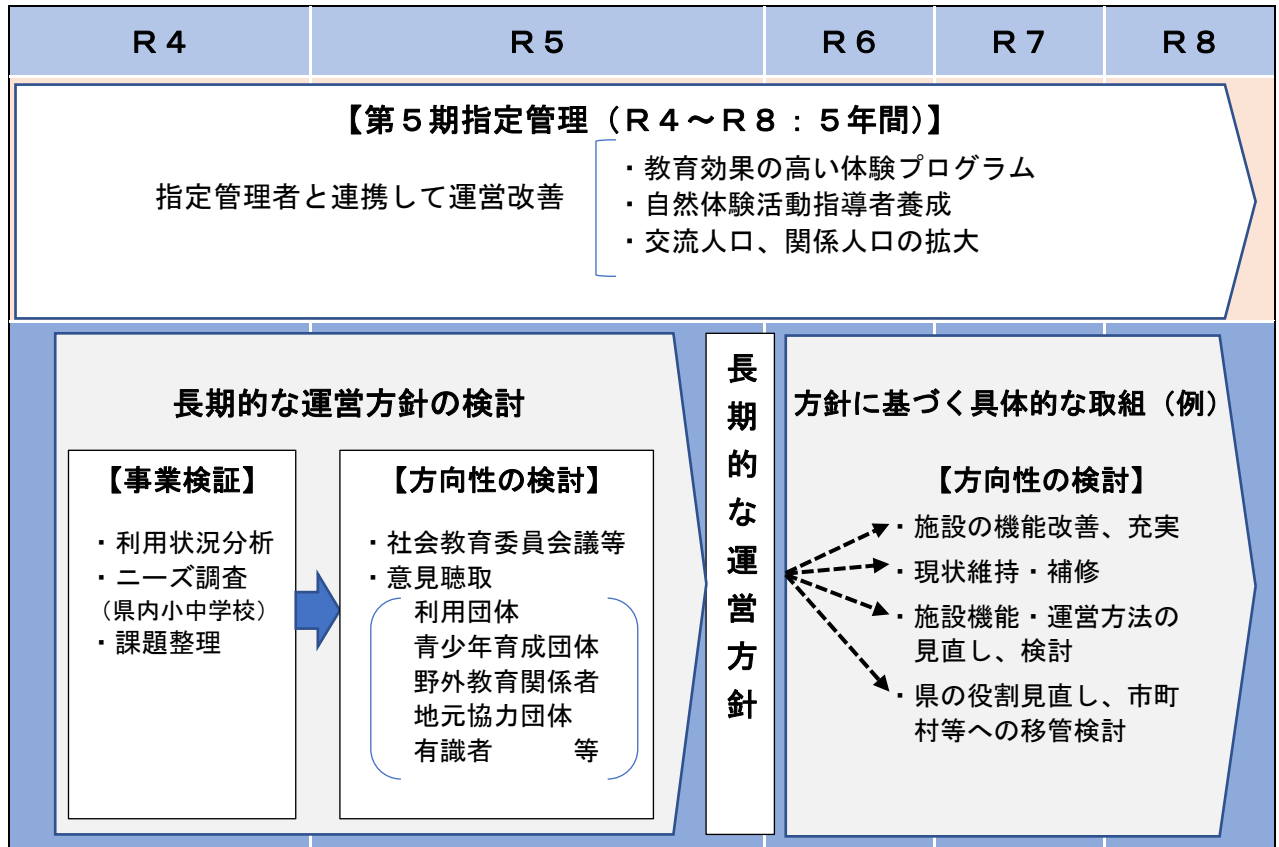 R4 R5 R6 R7 R8
【第5期指定管理(R4~R8:5年間)】
指定管理者と連携して運営改善
・教育効果の高い体験プログラム
・自然体験活動指導者養成
・交流人口、関係人口の拡大
長期的な運営方針の検討
【事業検証】
・利用状況分析
・ニーズ調査
(県内小中学校)
・課題整理
【方向性の検討】
・社会教育委員会議等
・意見聴取
利用団体
青少年育成団体
野外教育関係者
地元協力団体
有識者 等
長期的な運営方針
方針に基づく具体的な取組(例)
【方向性の検討】
・施設の機能改善、充実
・現状維持・補修
・施設機能・運営方法の
見直し、検討
・県の役割見直し、市町
村等への移管検討